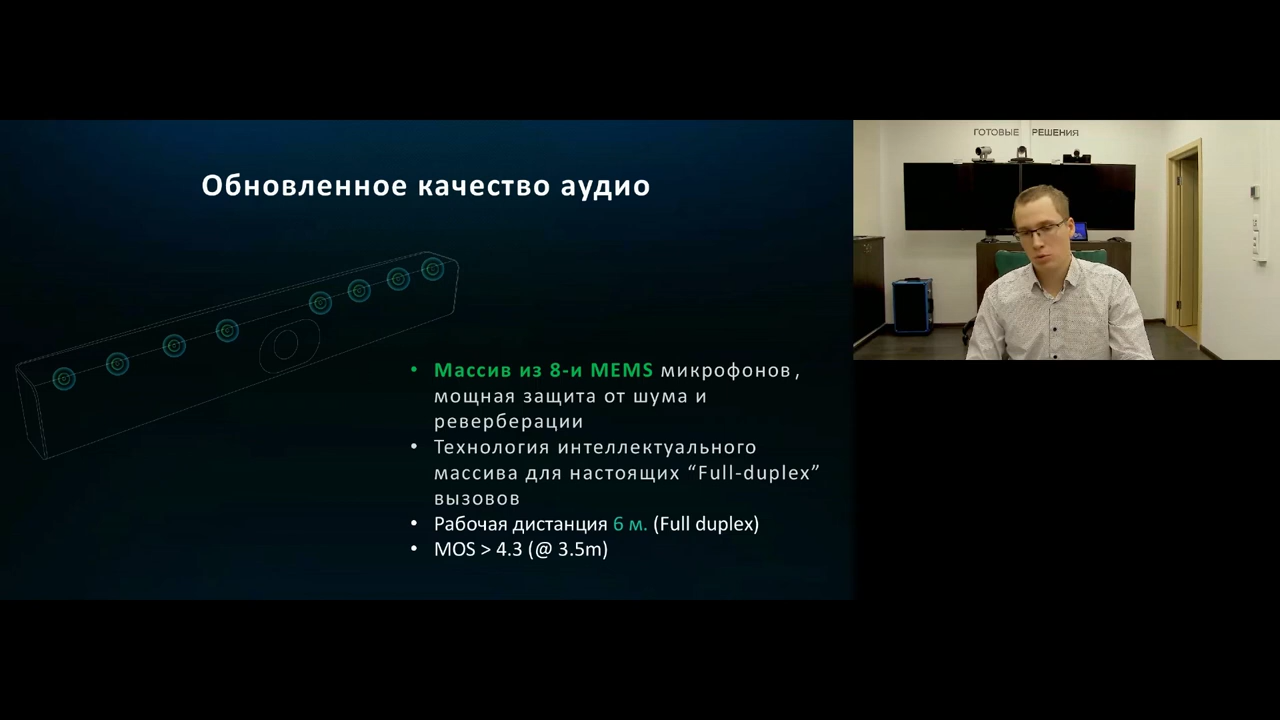 Обновленное качество аудио
• Массив из 8-и MEMS микрофонов,
мощная защита от шума и
реверберации
• Технология интеллектуального
массива для настоящих “Full-duplex”
вызовов
• Рабочая дистанция 6 м. (Full duplex)
• MOS > 4.3 (@ 3.5m)
ГОТОВЫЕ РЕШЕНИЯ